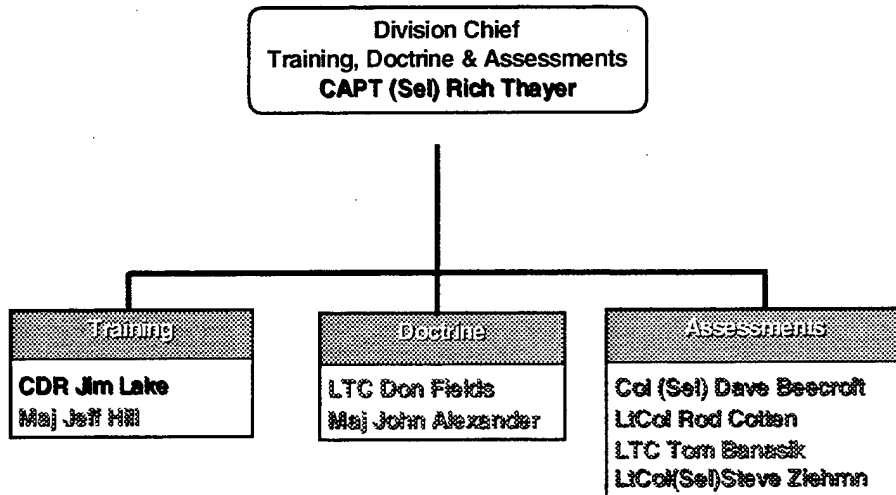 Division Chief
Training, Doctrine & Assessments
CAPT (Sel) Rich Thayer
Training
CDR Jim Lake
Maj Jeff Hill
Doctrine
LTC Don Fields
Maj John Alexander
Assessments
Col (Sel) Dave Beecroft
LtCol Rod Cotten
LTC Tom Banasik
LtCol(Sel)Steve Ziehmn